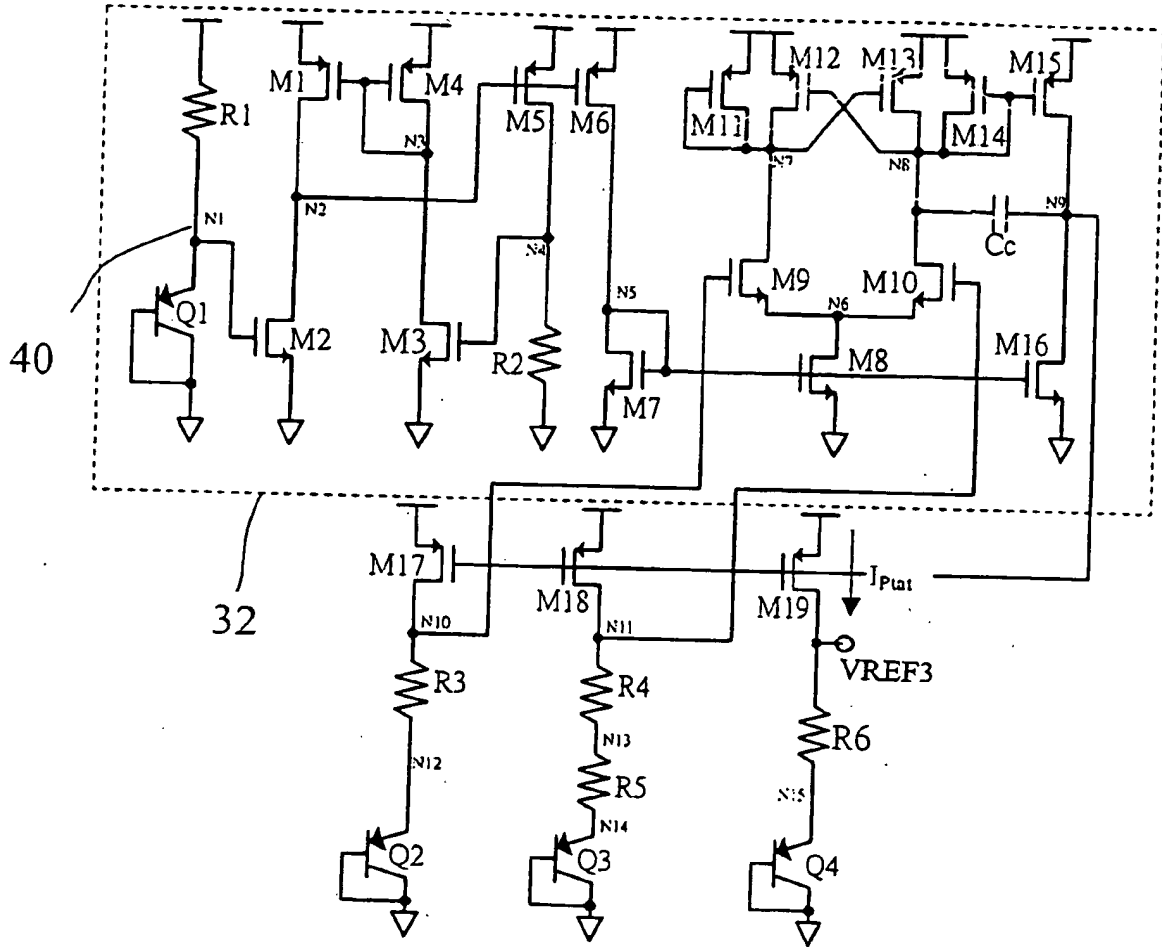 M12 M13
M15
M1 M4 M5 M6 M11 M14
R1
N3 N7 N8
N1 N2 N4 N9
Cc
M9 M10
N5 N6
Q1 M2 M3 R2 M8 M16
40
M7
M17 M18 M19 IPtat
32
N10 N11
VREF3
R3 R4
R6
N13
N12 R5 N15
N14
Q2 Q3 Q4